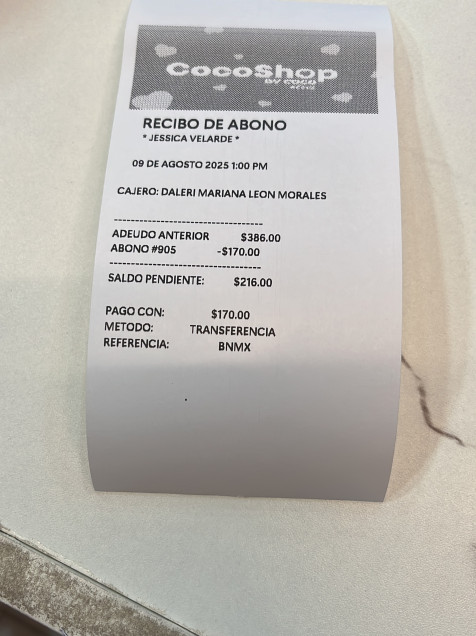 CocoShop
BY COCO
RECIBO DE ABONO
* JESSICA VELARDE *
09 DE AGOSTO 2025 1:00 PM
CAJERO: DALERI MARIANA LEON MORALES
--------------------------------
ADEUDO ANTERIOR $386.00
ABONO #905 -$170.00
--------------------------------
SALDO PENDIENTE: $216.00
PAGO CON: $170.00
METODO: TRANSFERENCIA
REFERENCIA: BNMX